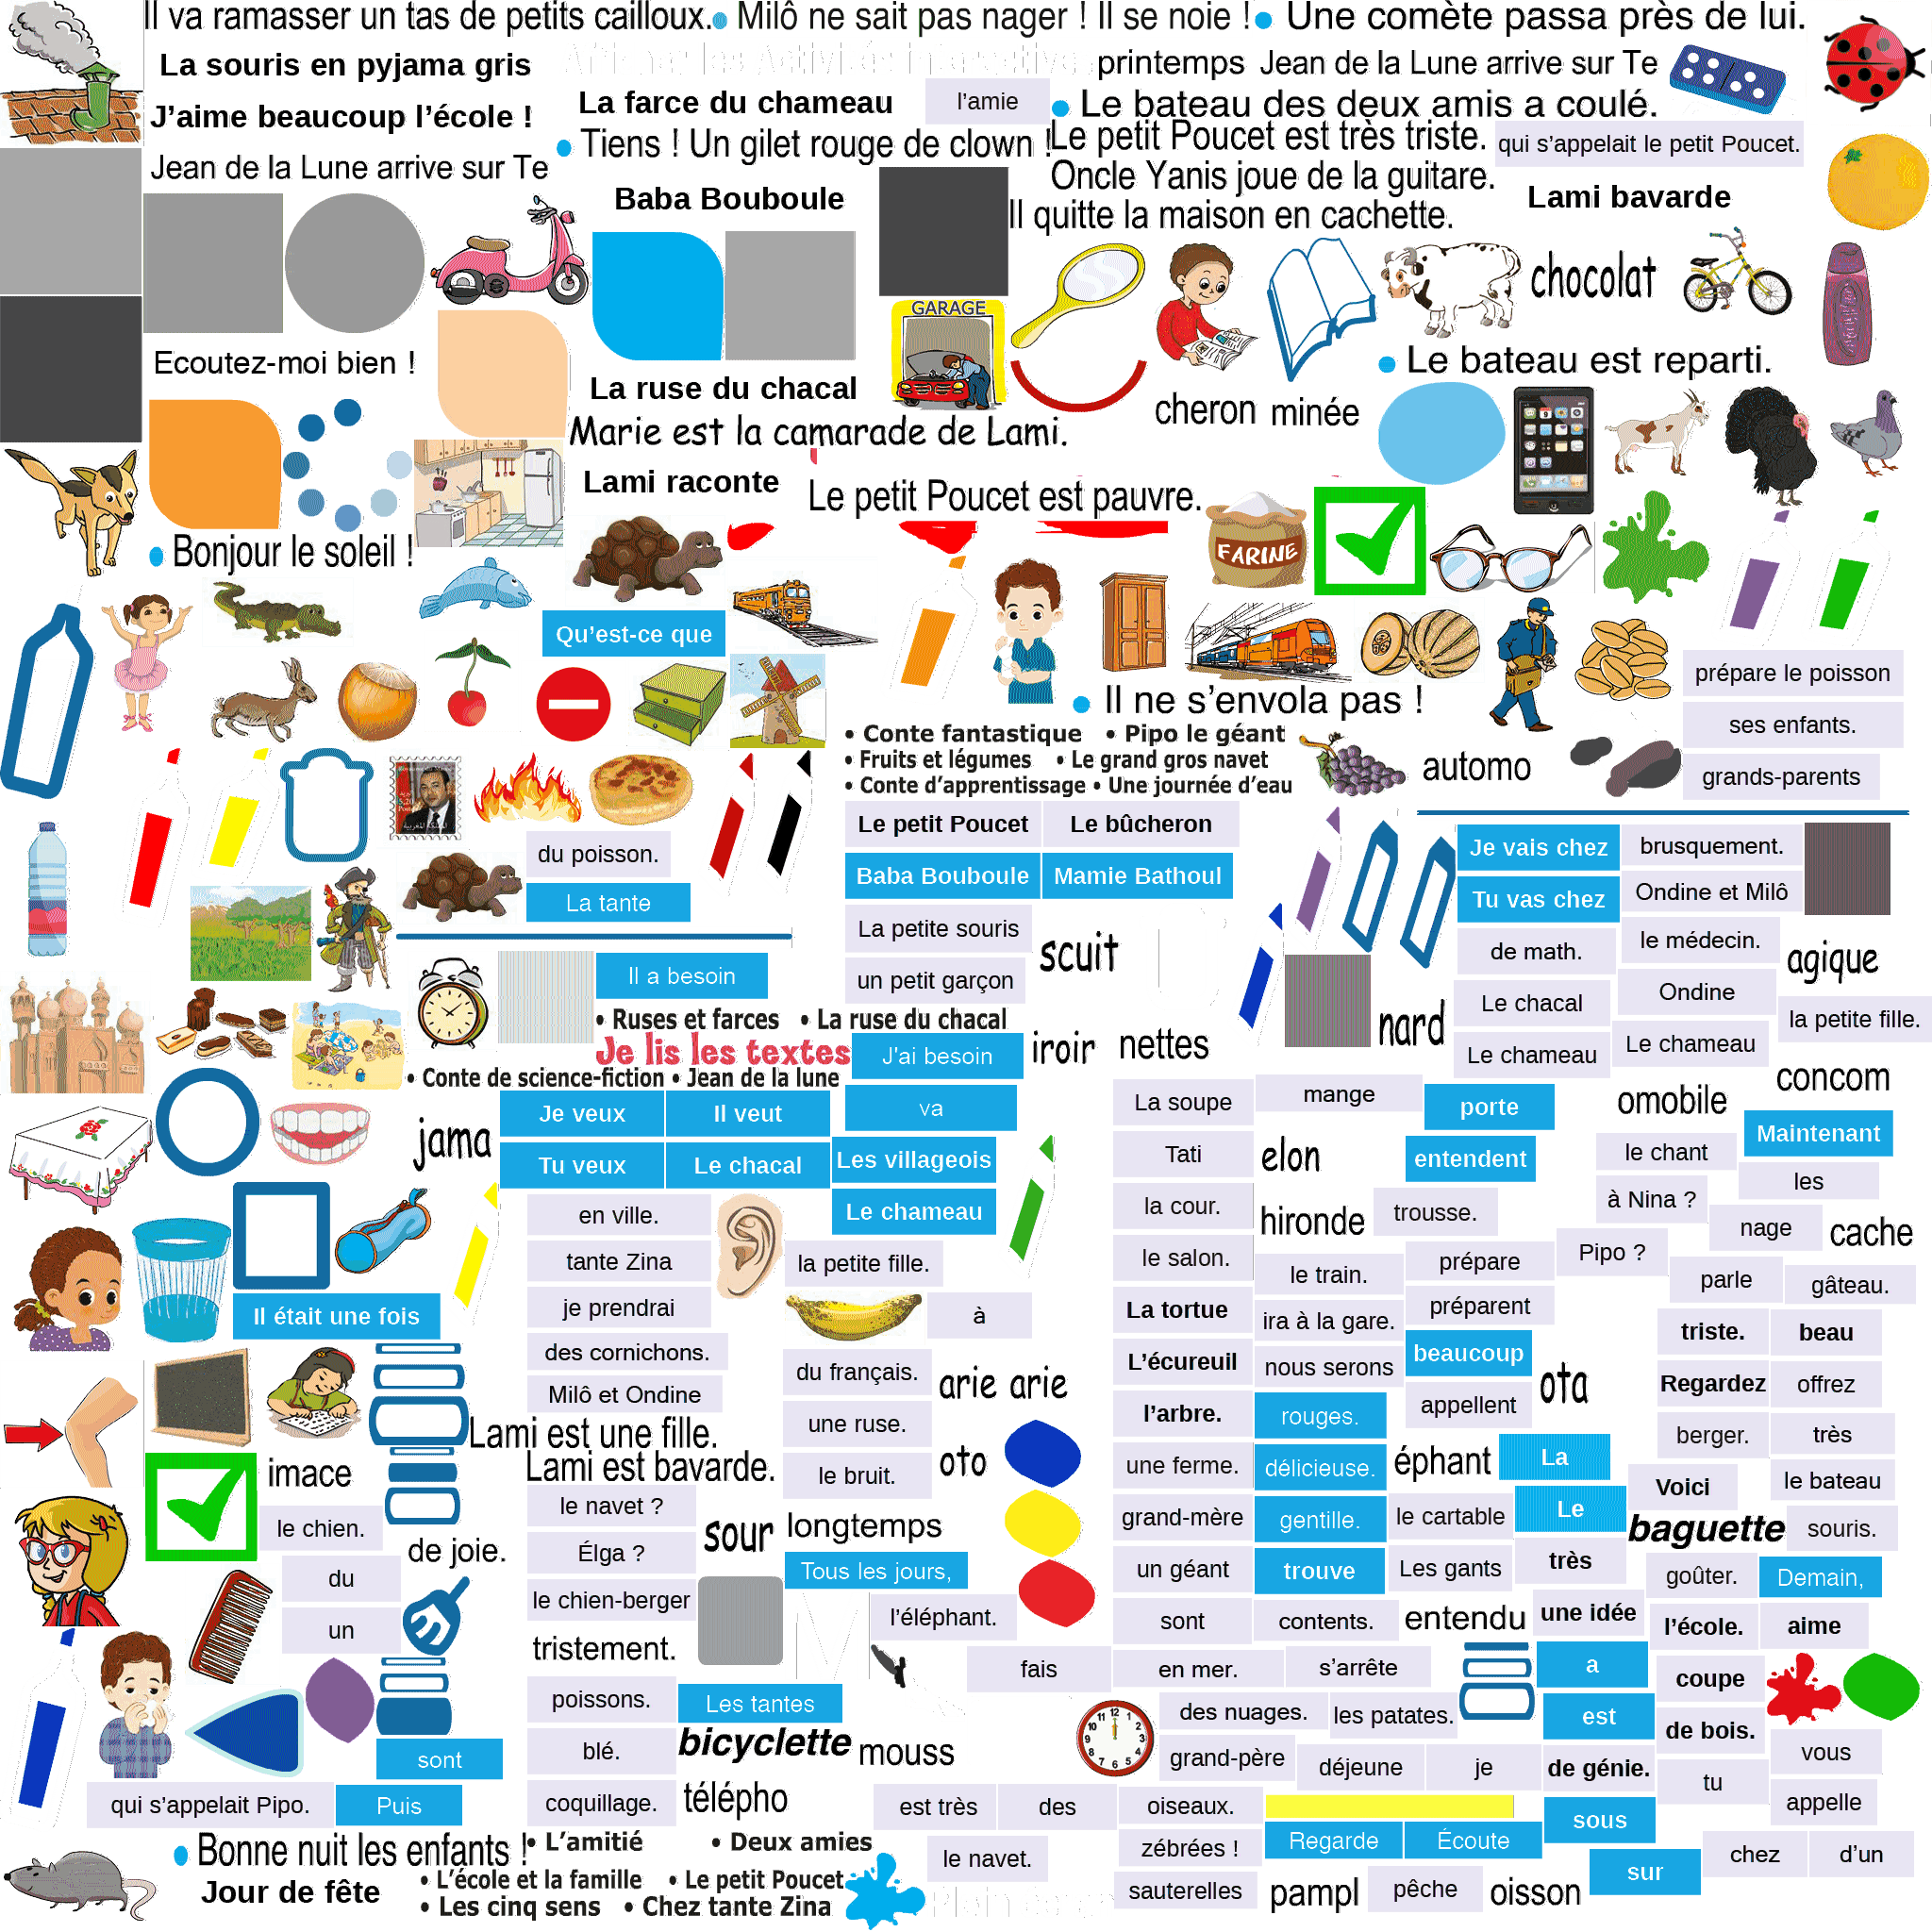 Il va ramasser un tas de petits cailloux.
• Milô ne sait pas nager ! Il se noie !
• Une comète passa près de lui.
La souris en pyjama gris
printemps
Jean de la Lune arrive sur Te
La farce du chameau
l'amie
• Le bateau des deux amis a coulé.
J'aime beaucoup l'école !
• Tiens ! Un gilet rouge de clown !
Le petit Poucet est très triste.
qui s'appelait le petit Poucet.
Jean de la Lune arrive sur Te
Oncle Yanis joue de la guitare.
Baba Bouboule
Lami bavarde
Il quitte la maison en cachette.
chocolat
GARAGE
Ecoutez-moi bien !
• Le bateau est reparti.
La ruse du chacal
cheron
minée
Marie est la camarade de Lami.
Lami raconte
Le petit Poucet est pauvre.
FARINE
• Bonjour le soleil !
Qu'est-ce que
prépare le poisson
• Il ne s'envola pas !
ses enfants.
• Conte fantastique
• Pipo le géant
• Fruits et légumes
• Le grand gros navet
automo
grands-parents
• Conte d'apprentissage
• Une journée d'eau
Le petit Poucet
Le bûcheron
du poisson.
Je vais chez
brusquement.
Baba Bouboule
Mamie Bathoul
La tante
Tu vas chez
Ondine et Milô
La petite souris
scuit
de math.
le médecin.
agique
Il a besoin
un petit garçon
Le chacal
Ondine
la petite fille.
• Ruses et farces
• La ruse du chacal
nard
Je lis les textes
J'ai besoin
iroir
nettes
Le chameau
Le chameau
• Conte de science-fiction
• Jean de la lune
concom
Je veux
Il veut
va
La soupe
mange
porte
omobile
Maintenant
jama
Tu veux
Le chacal
Les villageois
Tati
elon
entendent
le chant
les
en ville.
Le chameau
la cour.
hironde
trousse.
à Nina ?
nage
cache
tante Zina
la petite fille.
le salon.
le train.
prépare
Pipo ?
parle
gâteau.
Il était une fois
je prendrai
à
La tortue
ira à la gare.
préparent
triste.
beau
des cornichons.
du français.
L'écureuil
nous serons
beaucoup
Regardez
offrez
Milô et Ondine
arie
arie
ota
Lami est une fille.
une ruse.
l'arbre.
rouges.
appellent
berger.
très
Lami est bavarde.
le bruit.
oto
une ferme.
délicieuse.
éphant
La
Voici
le bateau
imace
le navet ?
sour
longtemps
grand-mère
gentille.
le cartable
Le
baguette
souris.
le chien.
de joie.
Élga ?
Tous les jours,
un géant
trouve
Les gants
très
goûter.
Demain,
du
le chien-berger
l'éléphant.
sont
contents.
entendu
une idée
l'école.
aime
un
tristement.
fais
en mer.
s'arrête
a
coupe
poissons.
Les tantes
des nuages.
les patates.
est
de bois.
sont
blé.
bicyclette
mouss
12 1 2 3 4 5 6 7 8 9 10 11
grand-père
déjeune
je
de génie.
tu
vous
qui s'appelait Pipo.
Puis
coquillage.
télépho
est très
des
oiseaux.
sous
appelle
• Bonne nuit les enfants !
• L'amitié
• Deux amies
le navet.
zébrées !
Regarde
Écoute
chez
d'un
Jour de fête
• L'école et la famille
• Le petit Poucet
sauterelles
pampl
pêche
oisson
sur
• Les cinq sens
• Chez tante Zina